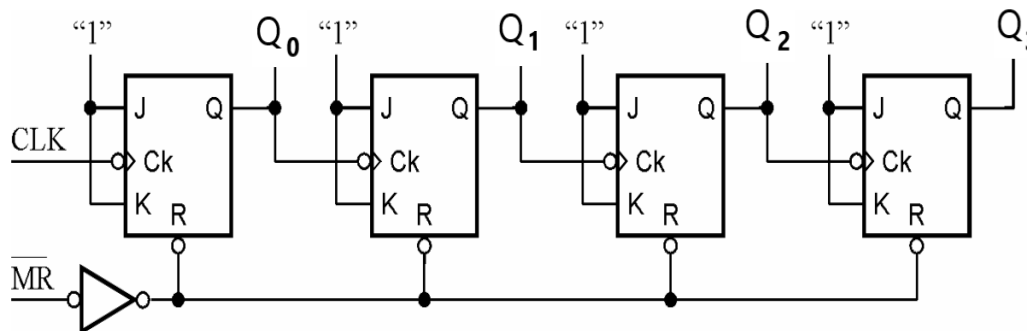 “1” Q0 “1” Q1 “1” Q2 “1” Q
J Q J Q J Q J Q
CLK Ck Ck Ck Ck
K R K R K R K R
MR